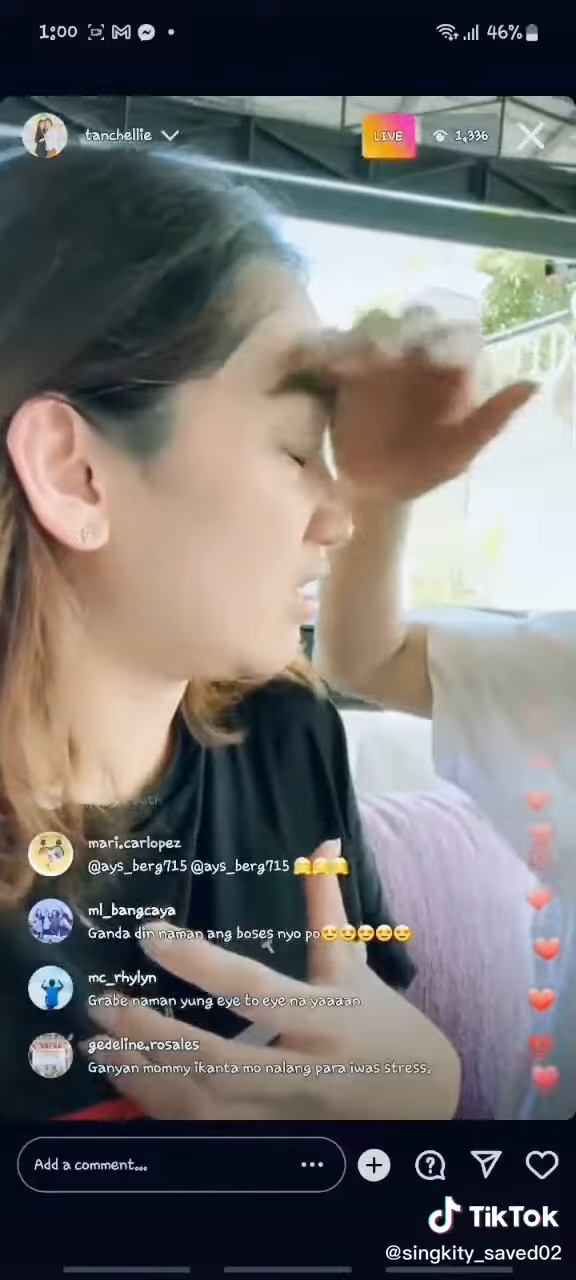 1:00
46%
tanchellie
LIVE
1,336
mari.carlopez
@ays_berg715 @ays_berg715 🤗🤗🤗
ml_bangcaya
Ganda din naman ang boses nyo po😍😍😍😍😍
mc_rhylyn
Grabe naman yung eye to eye na yaaaan
gedeline.rosales
Ganyan mommy ikanta mo nalang para iwas stress.
Add a comment...
TikTok
@singkity_saved02